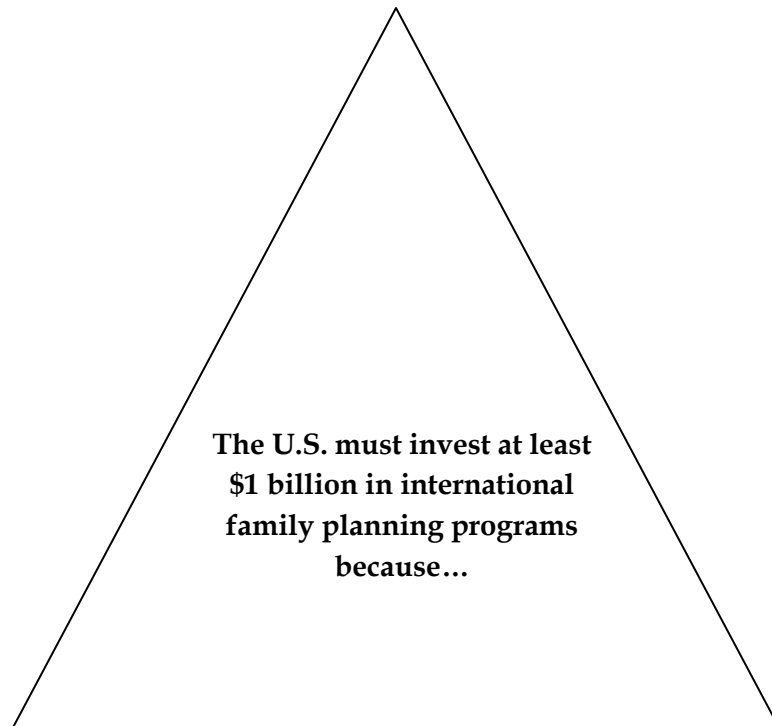 The U.S. must invest at least
$1 billion in international
family planning programs
because…